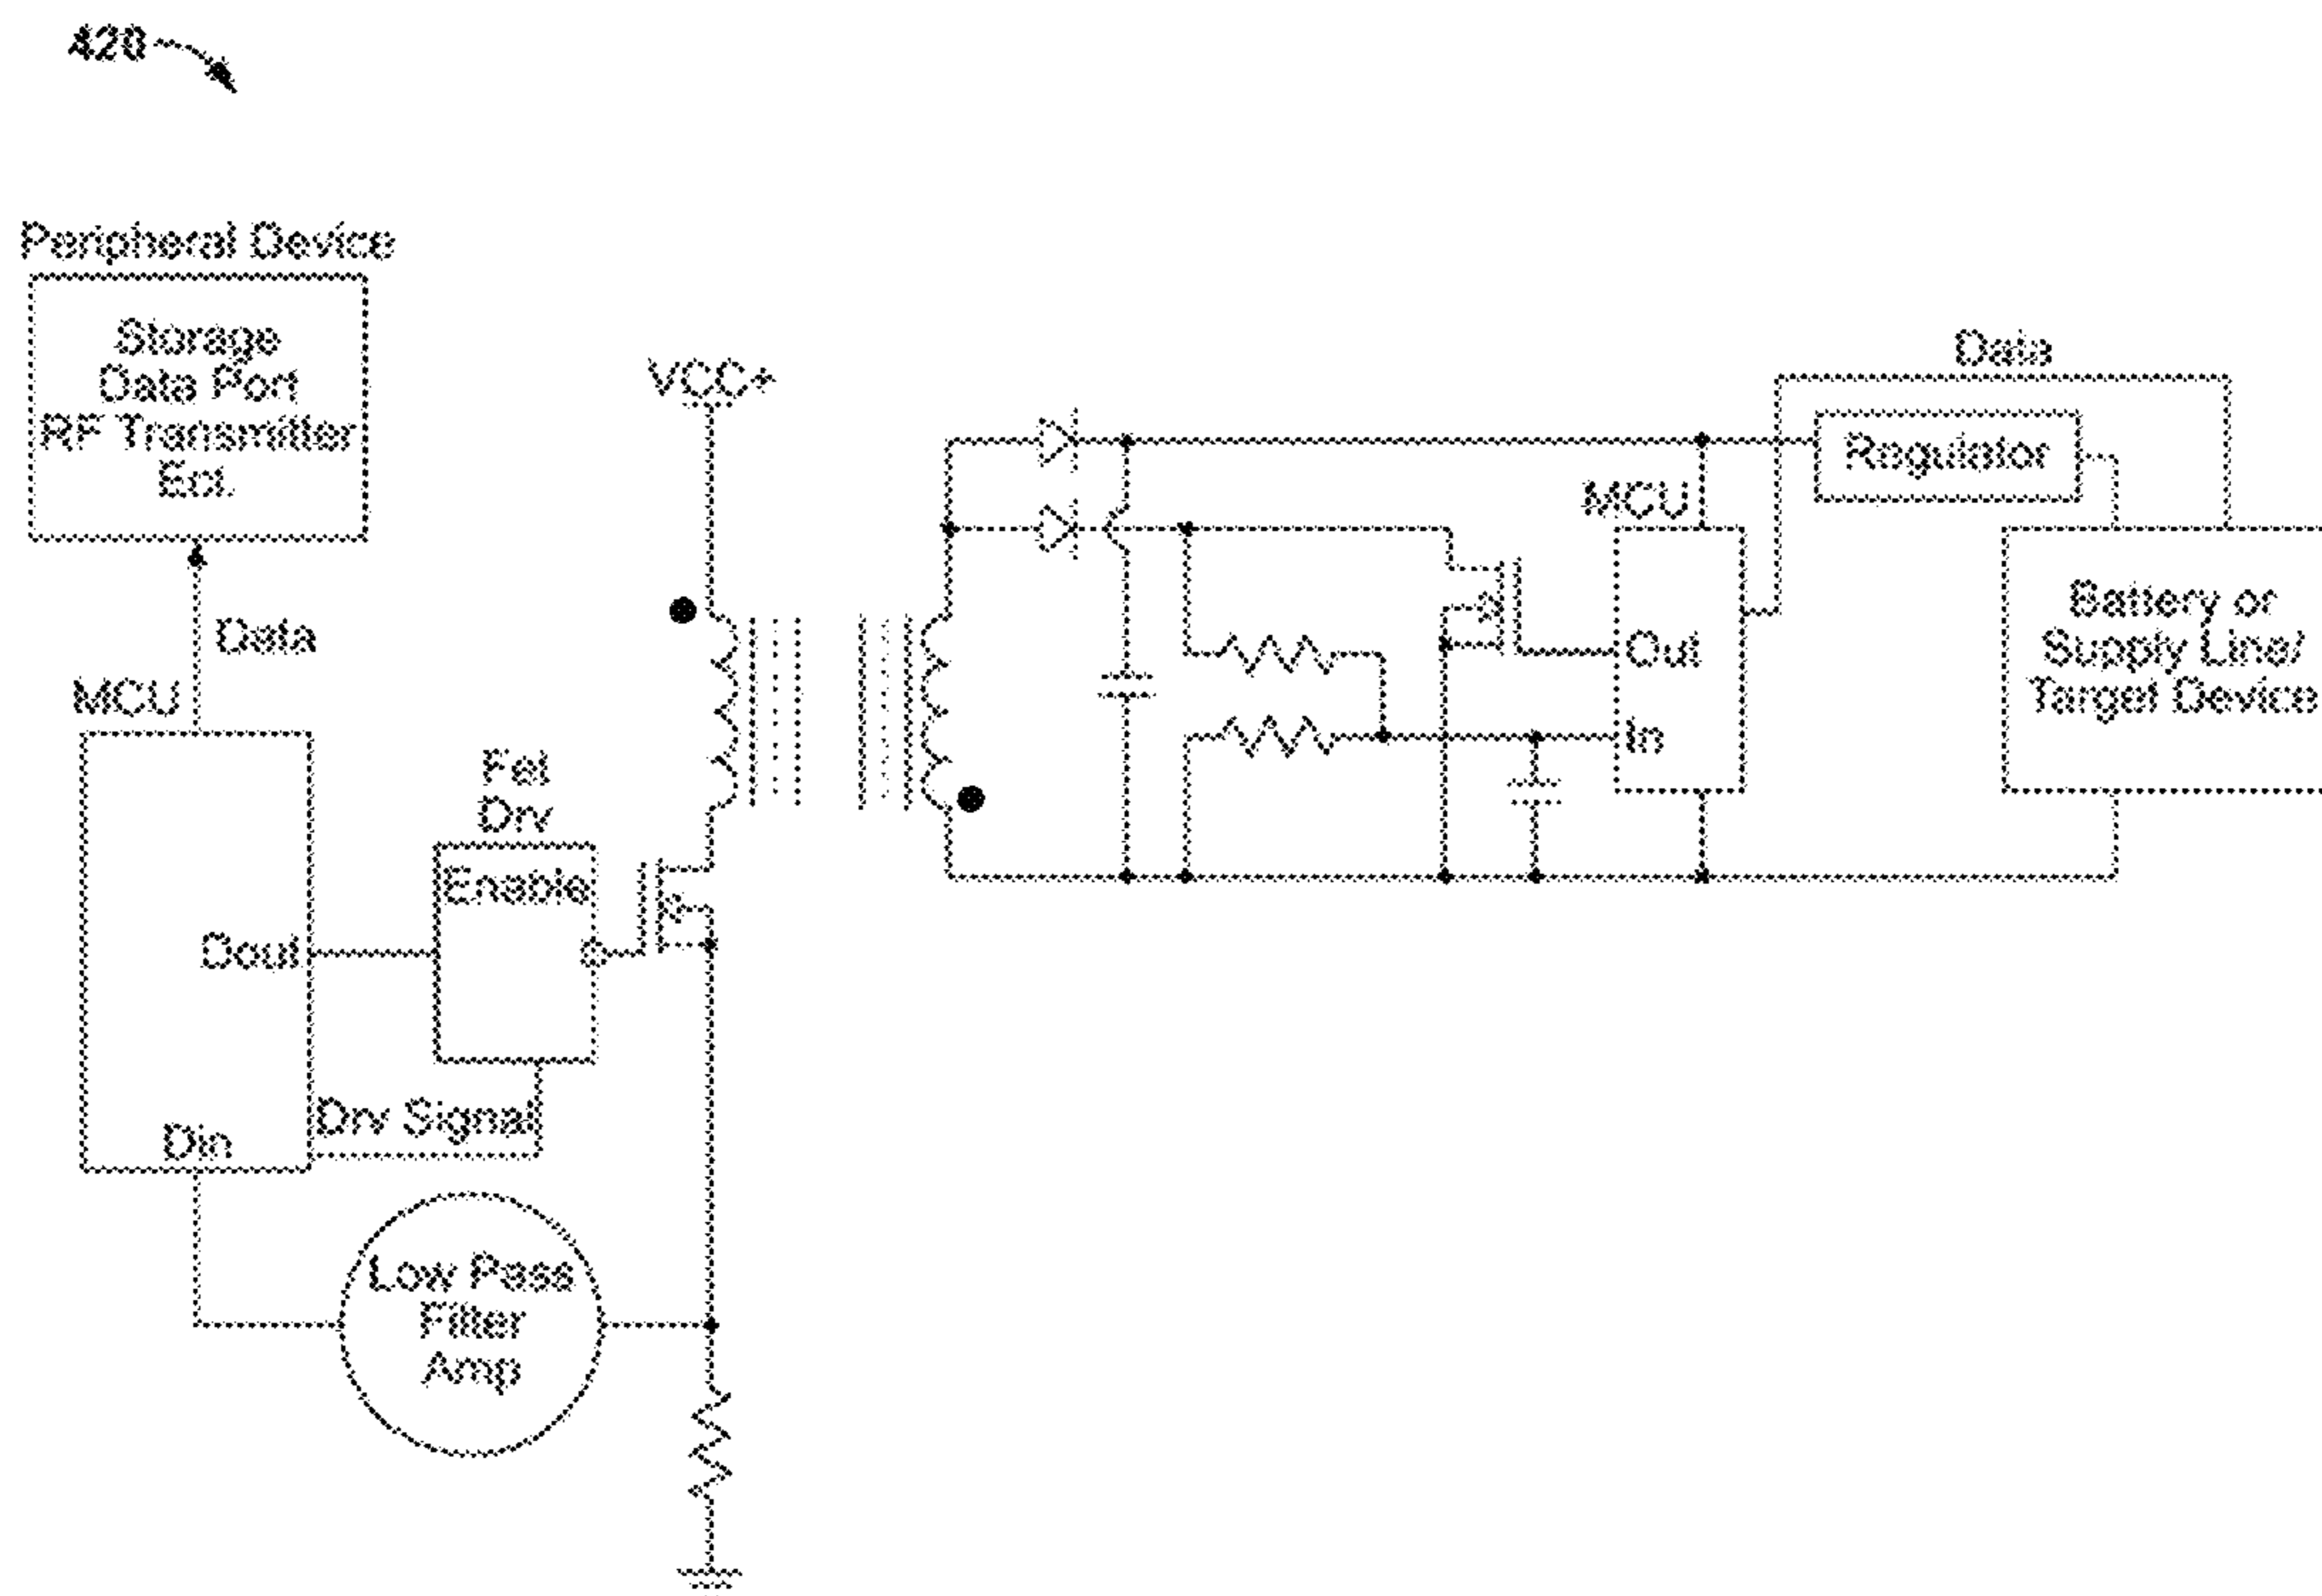 420
Peripheral Device
Storage
Data Port
RF Transmitter
Ect.
Data
MCU
Dout
Din
Fet
Drv
Enable
Drv Signal
Low Pass
Filter
Amp
VCC+
MCU
Out
In
Data
Regulator
Battery or
Supply Line/
Target Device